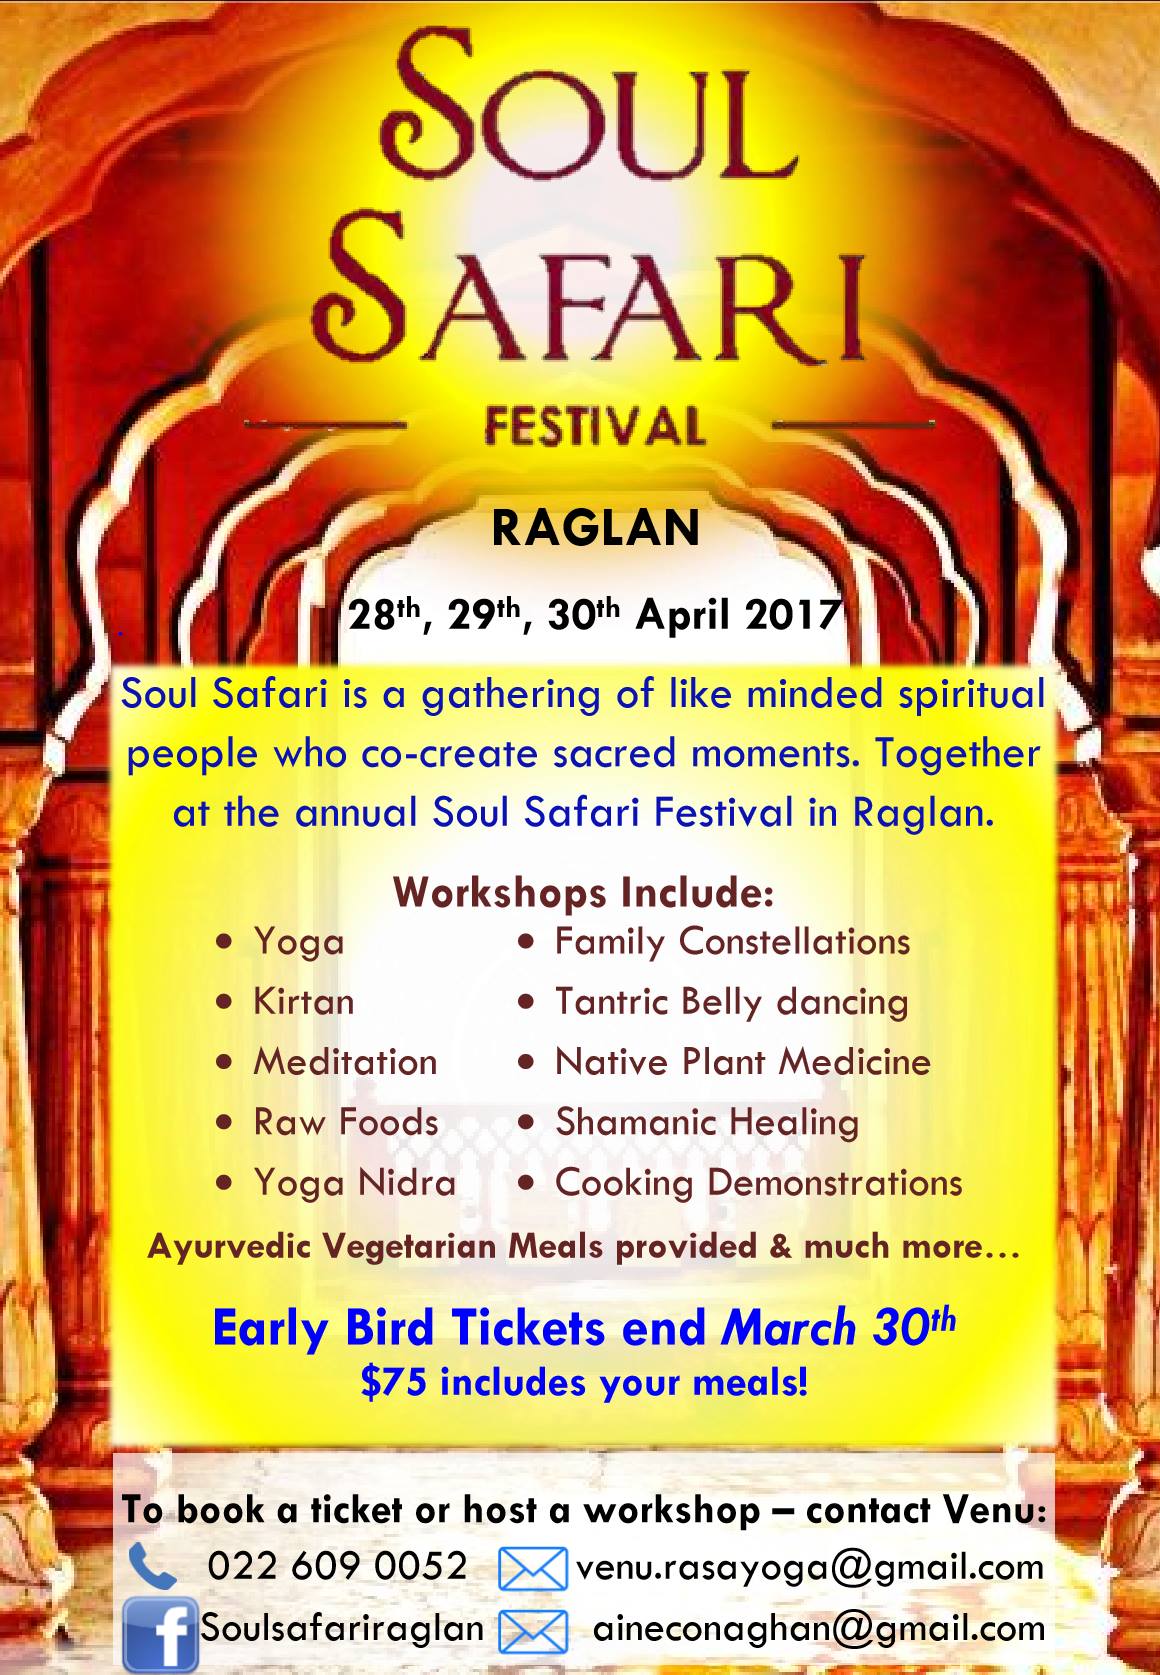 SOUL
SAFARI
FESTIVAL
RAGLAN
28th, 29th, 30th April 2017
Soul Safari is a gathering of like minded spiritual
people who co-create sacred moments. Together
at the annual Soul Safari Festival in Raglan.
Workshops Include:
• Yoga
• Kirtan
• Meditation
• Raw Foods
• Yoga Nidra
• Family Constellations
• Tantric Belly dancing
• Native Plant Medicine
• Shamanic Healing
• Cooking Demonstrations
Ayurvedic Vegetarian Meals provided & much more...
Early Bird Tickets end March 30th
$75 includes your meals!
To book a ticket or host a workshop – contact Venu:
022 609 0052 venu.rasayoga@gmail.com
Soulsafariraglan aineconaghan@gmail.com